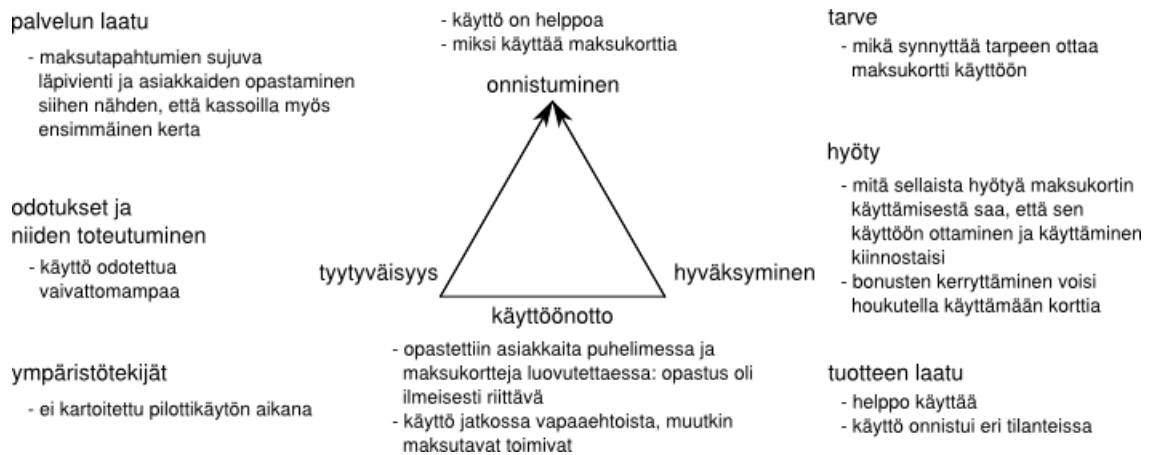 palvelun laatu
- maksutapahtumien sujuva
läpivienti ja asiakkaiden opastaminen
siihen nähden, että kassoilla myös
ensimmäinen kerta
odotukset ja
niiden toteutuminen
- käyttö odotettua
vaivattomampaa
ympäristötekijät
- ei kartoitettu pilottikäytön aikana
- käyttö on helppoa
- miksi käyttää maksukorttia
onnistuminen
tyytyväisyys
hyväksyminen
käyttöönotto
- opastettiin asiakkaita puhelimessa ja
maksukortteja luovutettaessa: opastus oli
ilmeisesti riittävä
- käyttö jatkossa vapaaehtoista, muutkin
maksutavat toimivat
tarve
- mikä synnyttää tarpeen ottaa
maksukortti käyttöön
hyöty
- mitä sellaista hyötyä maksukortin
käyttämisestä saa, että sen
käyttöön ottaminen ja käyttäminen
kiinnostaisi
- bonusten kerryttäminen voisi
houkutella käyttämään korttia
tuotteen laatu
- helppo käyttää
- käyttö onnistui eri tilanteissa